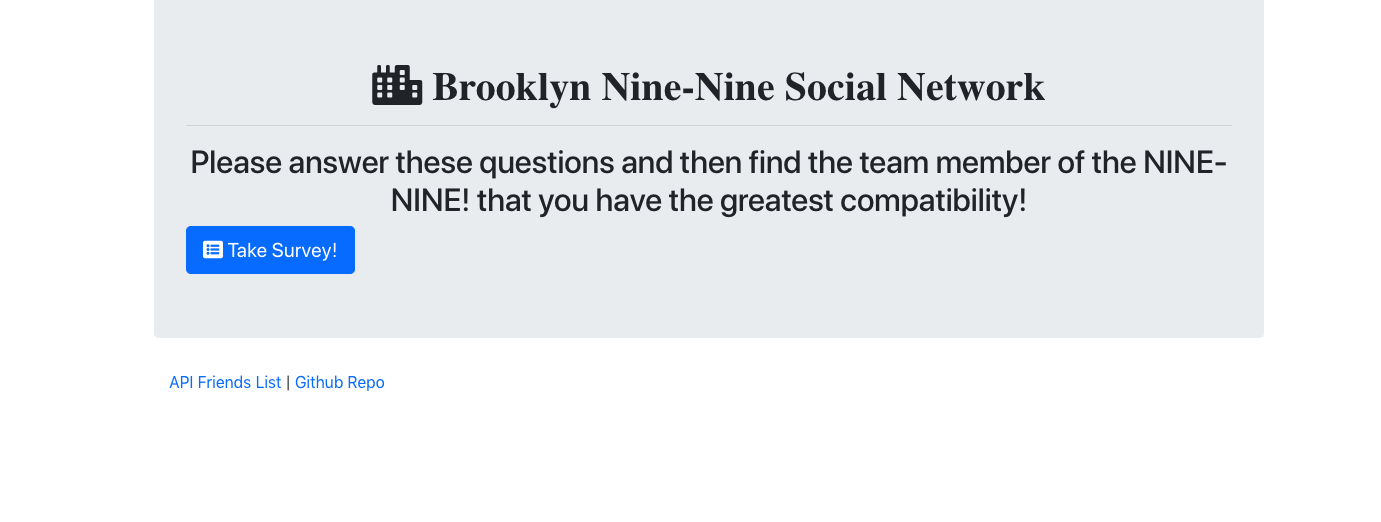 Brooklyn Nine-Nine Social Network
Please answer these questions and then find the team member of the NINE-
NINE! that you have the greatest compatibility!
Take Survey!
API Friends List | Github Repo